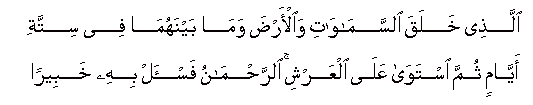 ٱلَّذِى خَلَقَ ٱلسَّمَـٰوَٰتِ وَٱلْأَرْضَ وَمَا بَيْنَهُمَا فِى سِتَّةِ
أَيَّامٍ ثُمَّ ٱسْتَوَىٰ عَلَى ٱلْعَرْشِ ۚ ٱلرَّحْمَـٰنُ فَسْـَٔلْ بِهِۦ خَبِيرًا